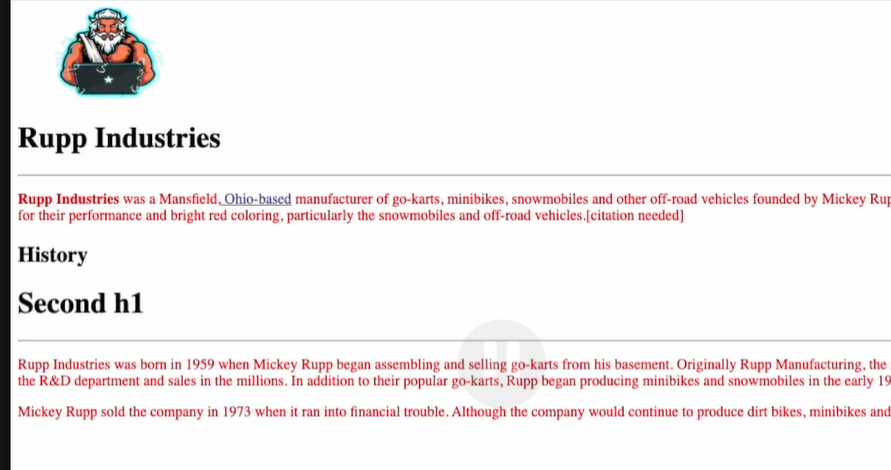 Rupp Industries
Rupp Industries was a Mansfield, Ohio-based manufacturer of go-karts, minibikes, snowmobiles and other off-road vehicles founded by Mickey Rup
for their performance and bright red coloring, particularly the snowmobiles and off-road vehicles.[citation needed]
History
Second h1
Rupp Industries was born in 1959 when Mickey Rupp began assembling and selling go-karts from his basement. Originally Rupp Manufacturing, the
the R&D department and sales in the millions. In addition to their popular go-karts, Rupp began producing minibikes and snowmobiles in the early 19
Mickey Rupp sold the company in 1973 when it ran into financial trouble. Although the company would continue to produce dirt bikes, minibikes and